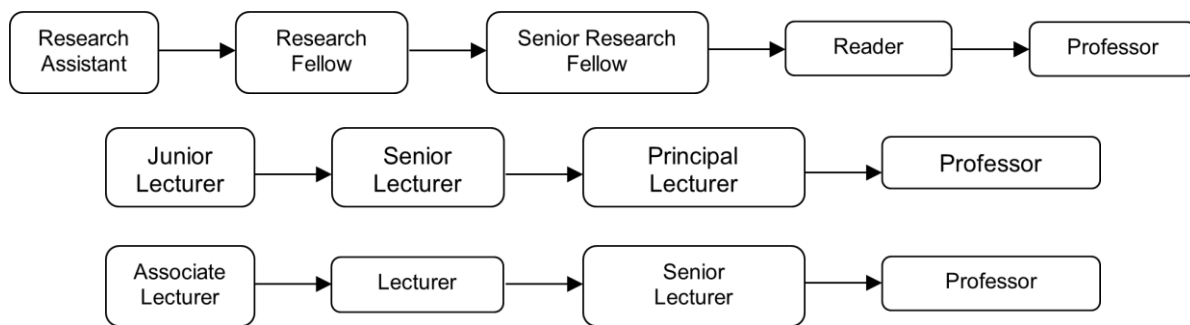 Research
Assistant
Research
Fellow
Senior Research
Fellow
Reader
Professor
Junior
Lecturer
Senior
Lecturer
Principal
Lecturer
Professor
Associate
Lecturer
Lecturer
Senior
Lecturer
Professor